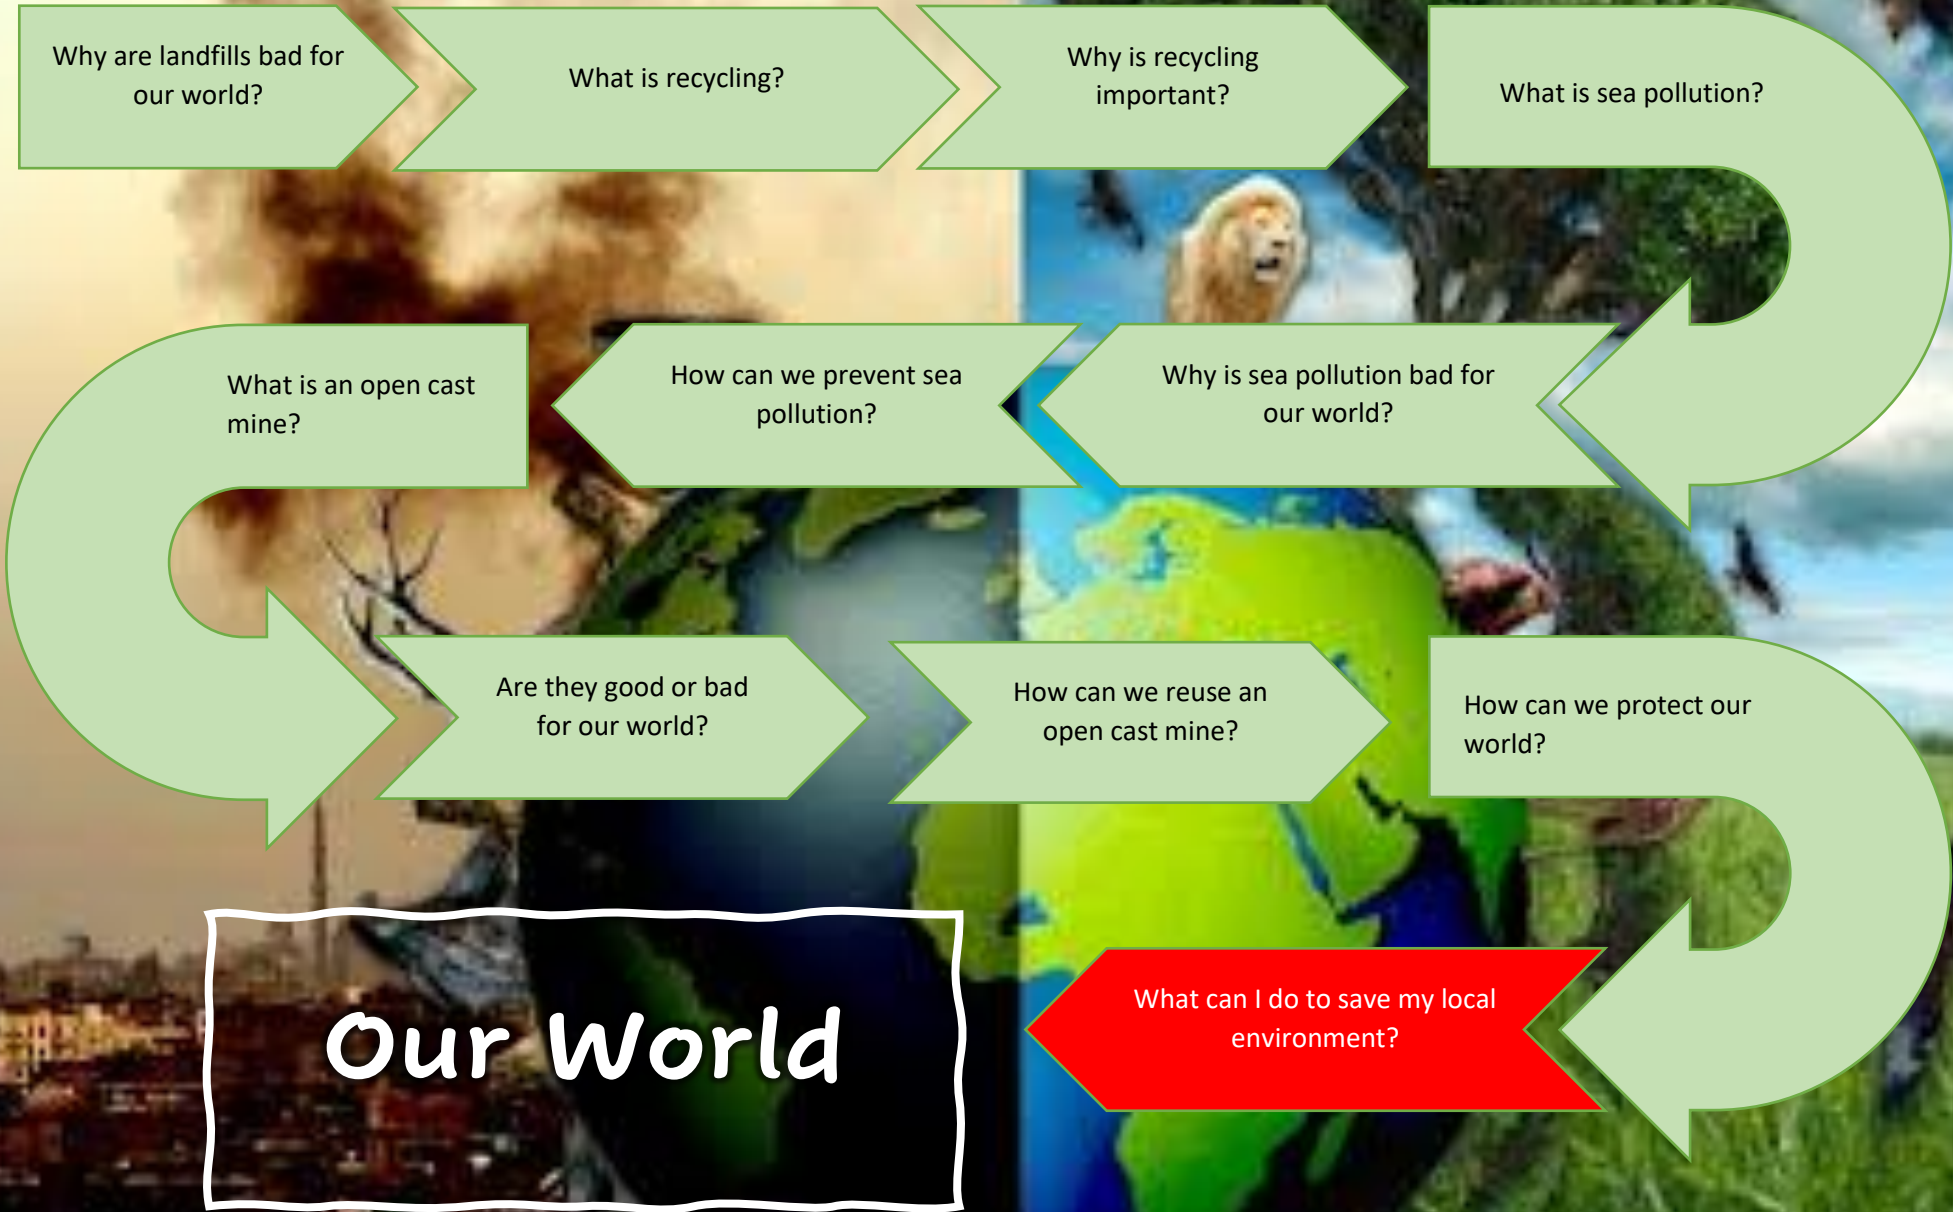 Why are landfills bad for
our world?
What is recycling?
Why is recycling
important?
What is sea pollution?
Why is sea pollution bad for
our world?
How can we prevent sea
pollution?
What is an open cast
mine?
Are they good or bad
for our world?
How can we reuse an
open cast mine?
How can we protect our
world?
What can I do to save my local
environment?
Our World